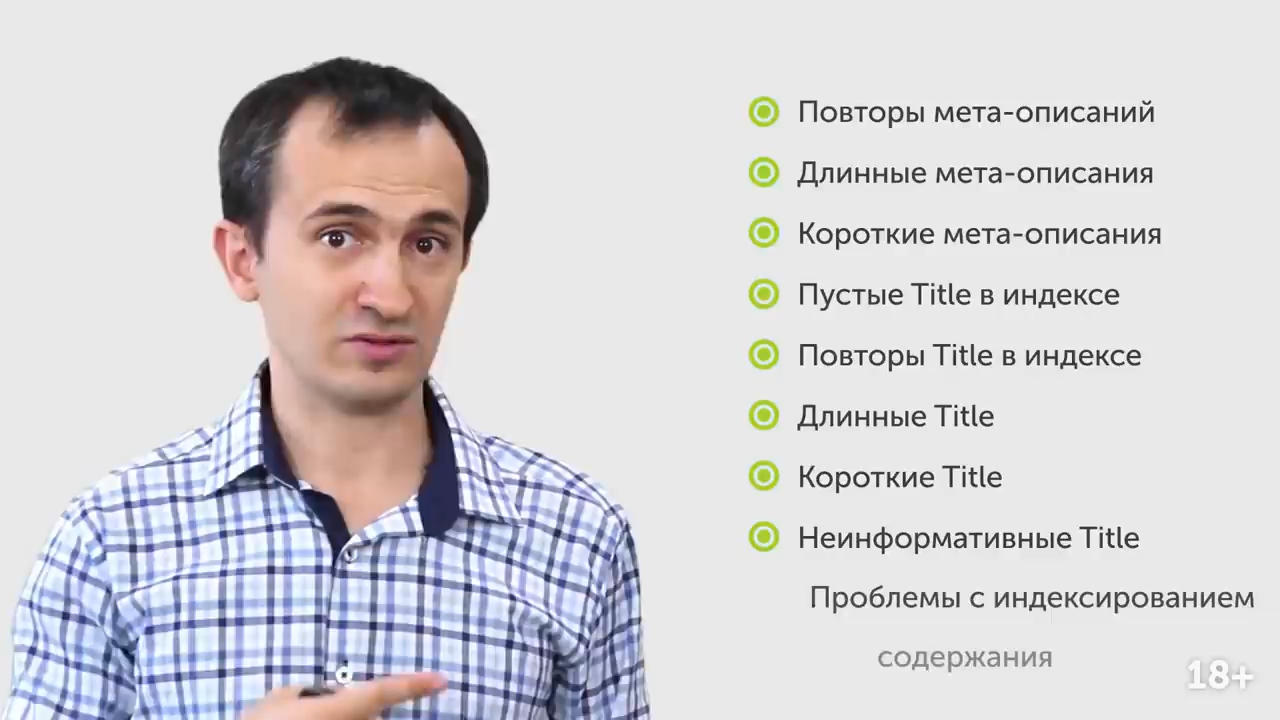 Повторы мета-описаний
Длинные мета-описания
Короткие мета-описания
Пустые Title в индексе
Повторы Title в индексе
Длинные Title
Короткие Title
Неинформативные Title
Проблемы с индексированием
содержания
18+